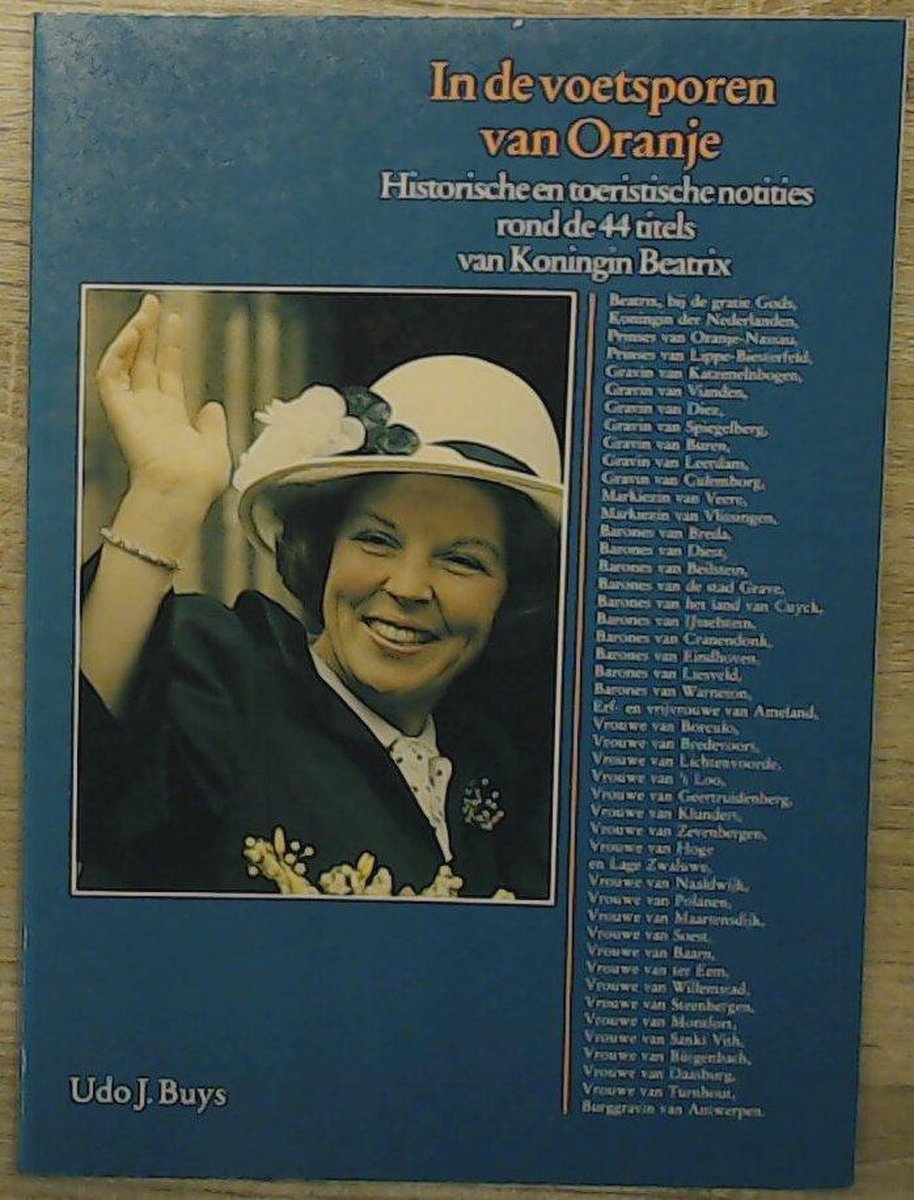 In de voetsporen
van Oranje
Historische en toeristische notities
rond de 44 titels
van Koningin Beatrix
Beatrix, bij de gratie Gods,
Koningin der Nederlanden,
Prinses van Oranje-Nassau,
Prinses van Lippe-Biesterfeld,
Gravin van Katzenelnbogen,
Gravin van Vianden,
Gravin van Diez,
Gravin van Spiegelberg,
Gravin van Buren,
Gravin van Leerdam,
Gravin van Culemborg,
Markiezin van Veere,
Markiezin van Vlissingen,
Barones van Breda,
Barones van Diest,
Barones van Beilstein,
Barones van de stad Grave,
Barones van het land van Cuyck,
Barones van IJsselstein,
Barones van Cranendonk,
Barones van Eindhoven,
Barones van Liesveld,
Barones van Warneton,
Erf- en vrijvrouwe van Ameland,
Vrouwe van Borculo,
Vrouwe van Bredevoort,
Vrouwe van Lichtenvoorde,
Vrouwe van 't Loo,
Vrouwe van Geertruidenberg,
Vrouwe van Klundert,
Vrouwe van Zevenbergen,
Vrouwe van Hoge
en Lage Zwaluwe,
Vrouwe van Naaldwijk,
Vrouwe van Polanen,
Vrouwe van Maartensdijk,
Vrouwe van Soest,
Vrouwe van Baarn,
Vrouwe van ter Eem,
Vrouwe van Willemstad,
Vrouwe van Steenbergen,
Vrouwe van Montfort,
Vrouwe van Sankt Vith,
Vrouwe van Bütgenbach,
Vrouwe van Daasburg,
Vrouwe van Turnhout,
Burggravin van Antwerpen.
Udo J. Buys